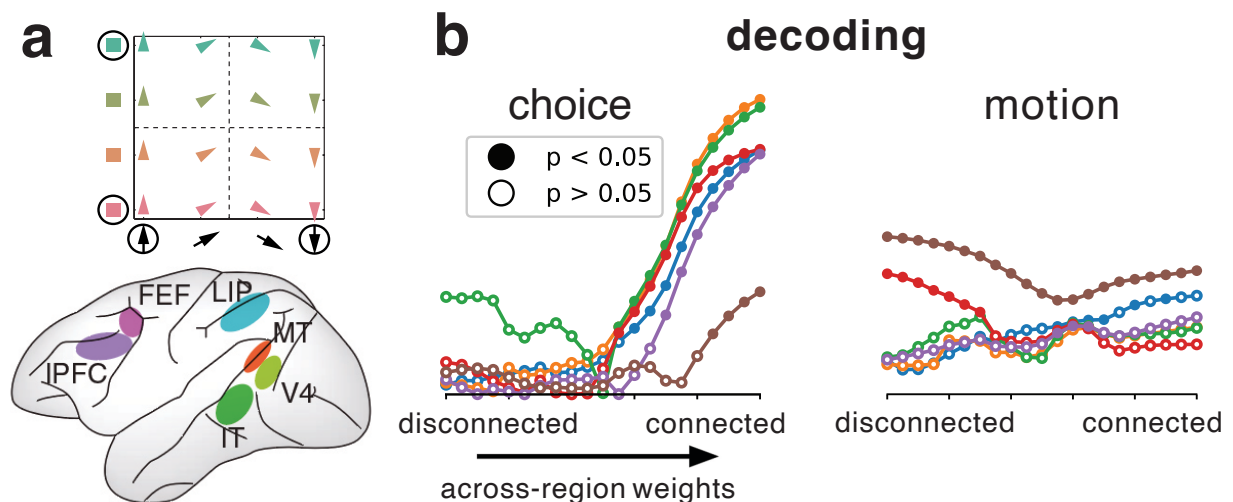 a
b
decoding
choice
motion
p < 0.05
p > 0.05
FEF
LIP
MT
lPFC
V4
IT
disconnected
connected
disconnected
connected
across-region weights